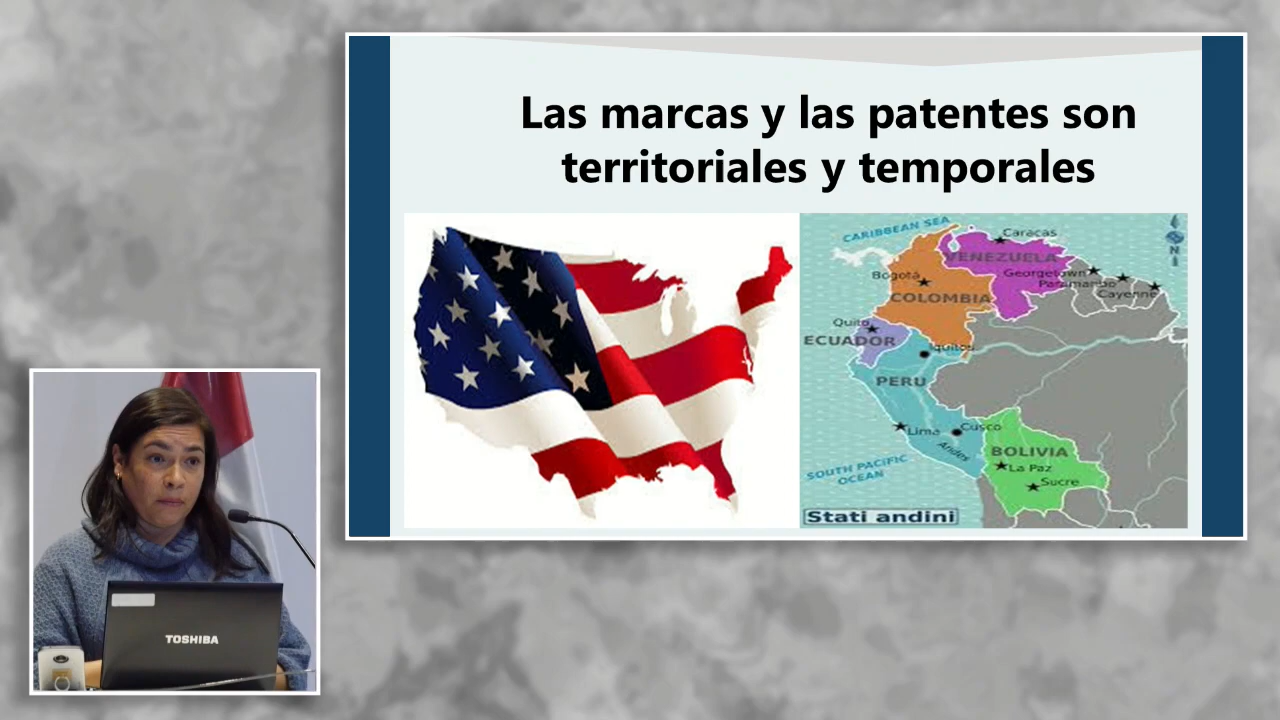 Las marcas y las patentes son
territoriales y temporales
CARIBBEAN SEA
Caracas
N
VENEZUELA
Bogotá
Georgetown
Paramaribo
Cayenne
COLOMBIA
Quito
ECUADOR
Iquitos
PERU
Lima
Cusco
Andes
BOLIVIA
La Paz
Sucre
SOUTH PACIFIC
OCEAN
Stati andini
TOSHIBA